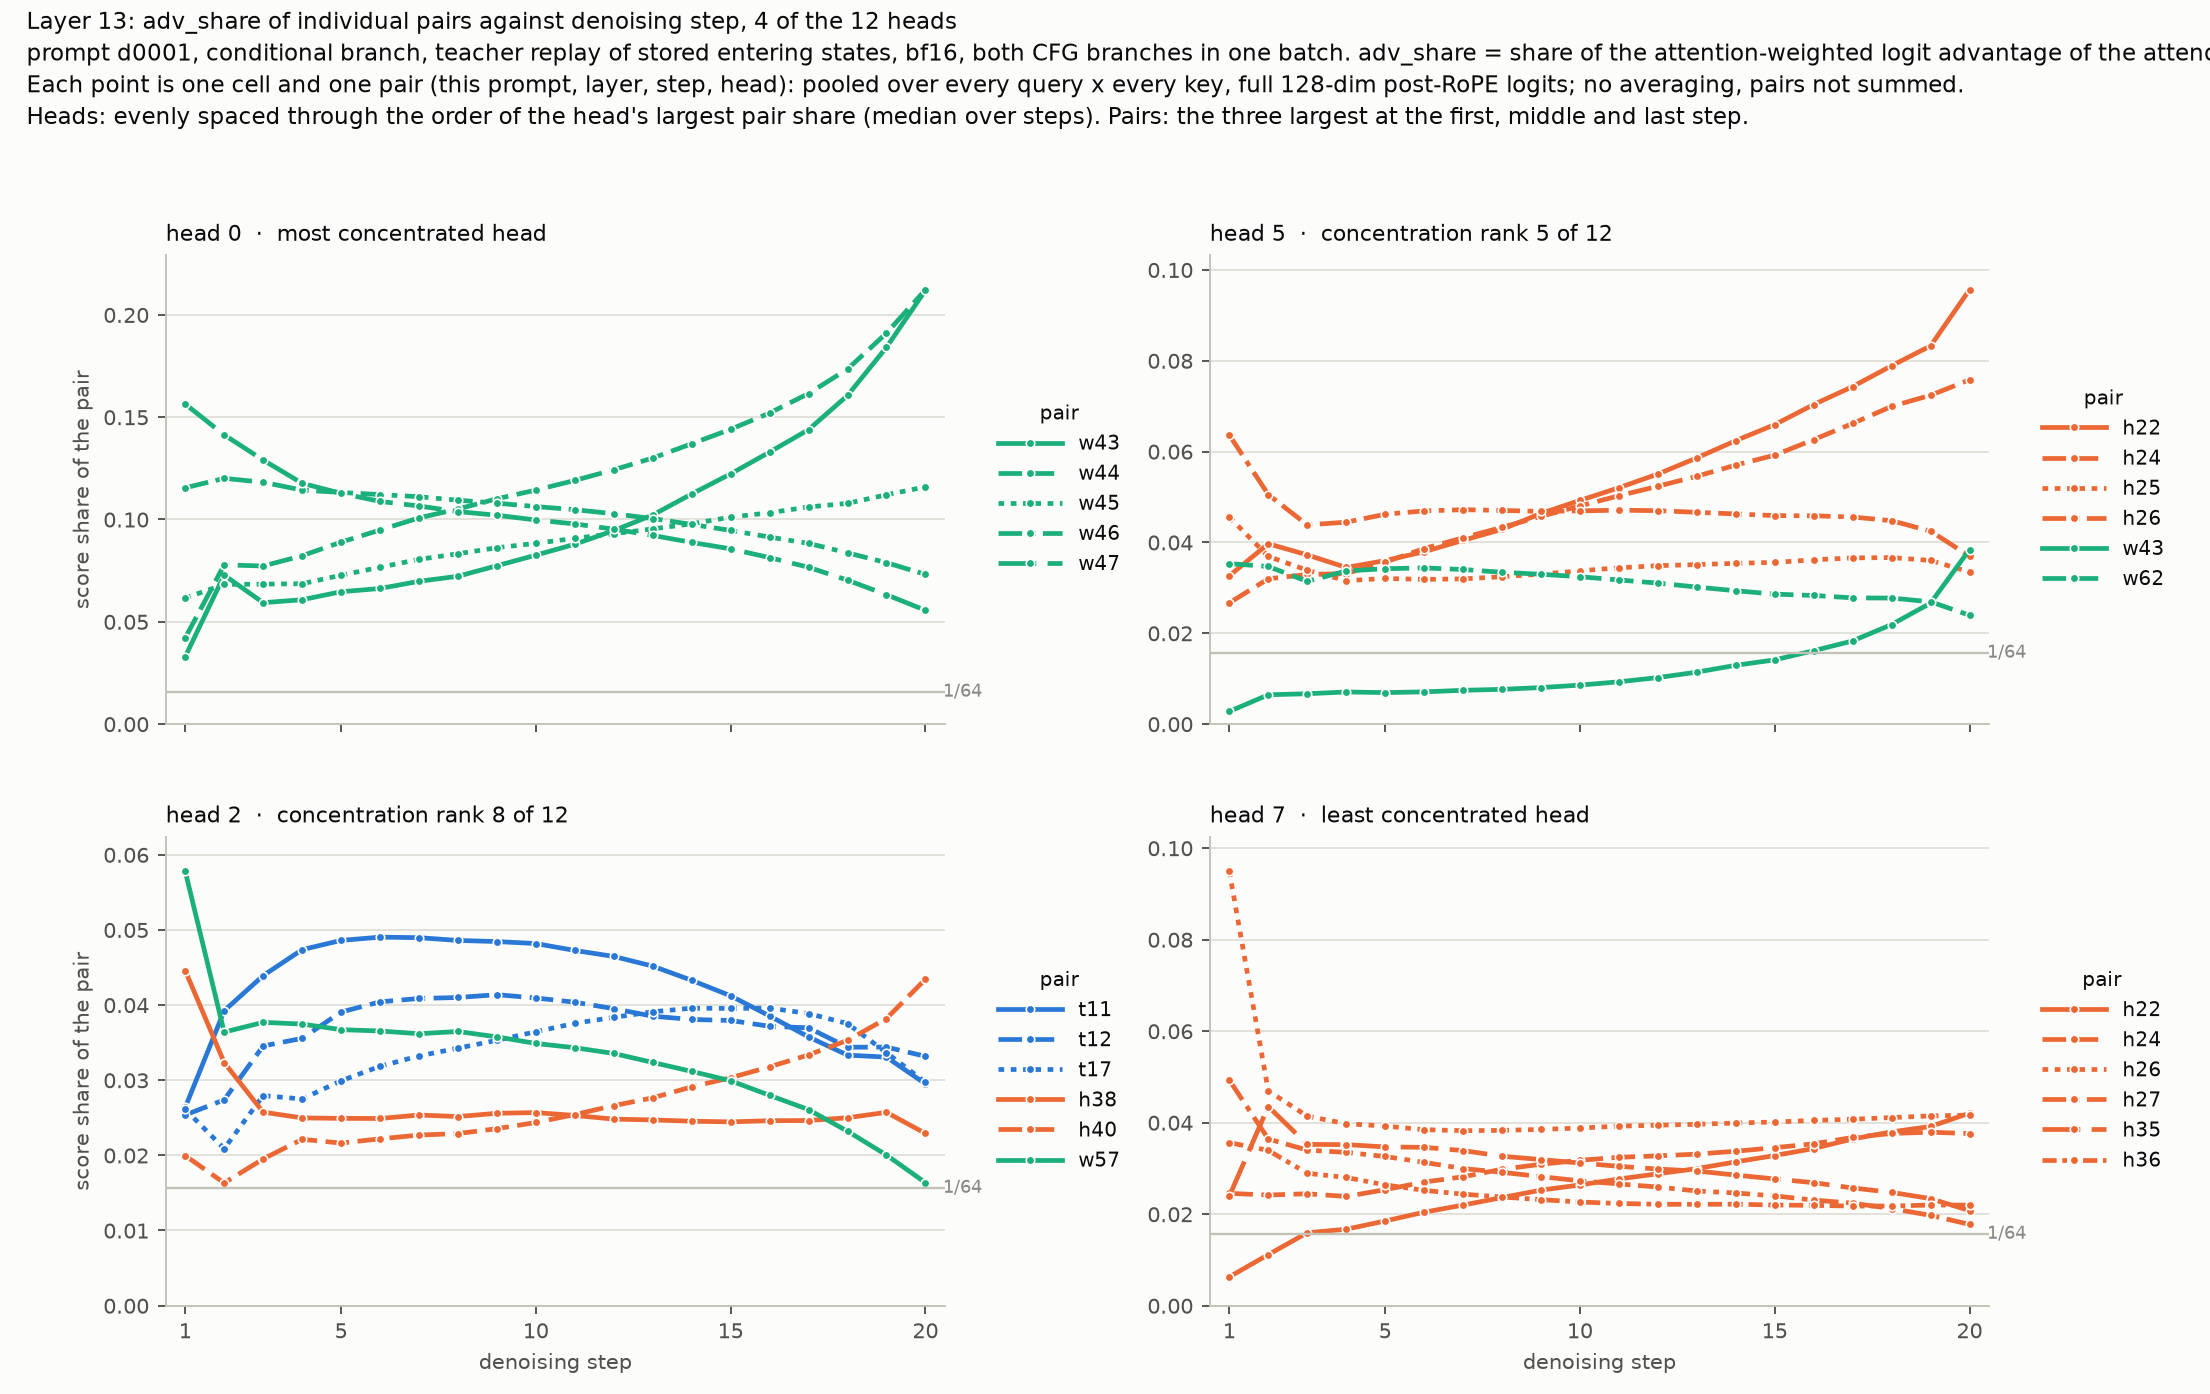 Layer 13: adv_share of individual pairs against denoising step, 4 of the 12 heads
prompt d0001, conditional branch, teacher replay of stored entering states, bf16, both CFG branches in one batch. adv_share = share of the attention-weighted logit advantage of the
Each point is one cell and one pair (this prompt, layer, step, head): pooled over every query x every key, full 128-dim post-RoPE logits; no averaging, pairs not summed.
Heads: evenly spaced through the order of the head's largest pair share (median over steps). Pairs: the three largest at the first, middle and last step.
head 0 · most concentrated head
score share of the pair
0.20
0.15
0.10
0.05
0.00
1/64
pair
w43
w44
w45
w46
w47
head 5 · concentration rank 5 of 12
0.10
0.08
0.06
0.04
0.02
0.00
1/64
pair
h22
h24
h25
h26
w43
w62
head 2 · concentration rank 8 of 12
score share of the pair
0.06
0.05
0.04
0.03
0.02
0.01
0.00
1/64
1
5
10
15
20
denoising step
pair
t11
t12
t17
h38
h40
w57
head 7 · least concentrated head
0.10
0.08
0.06
0.04
0.02
0.00
1/64
1
5
10
15
20
denoising step
pair
h22
h24
h26
h27
h35
h36